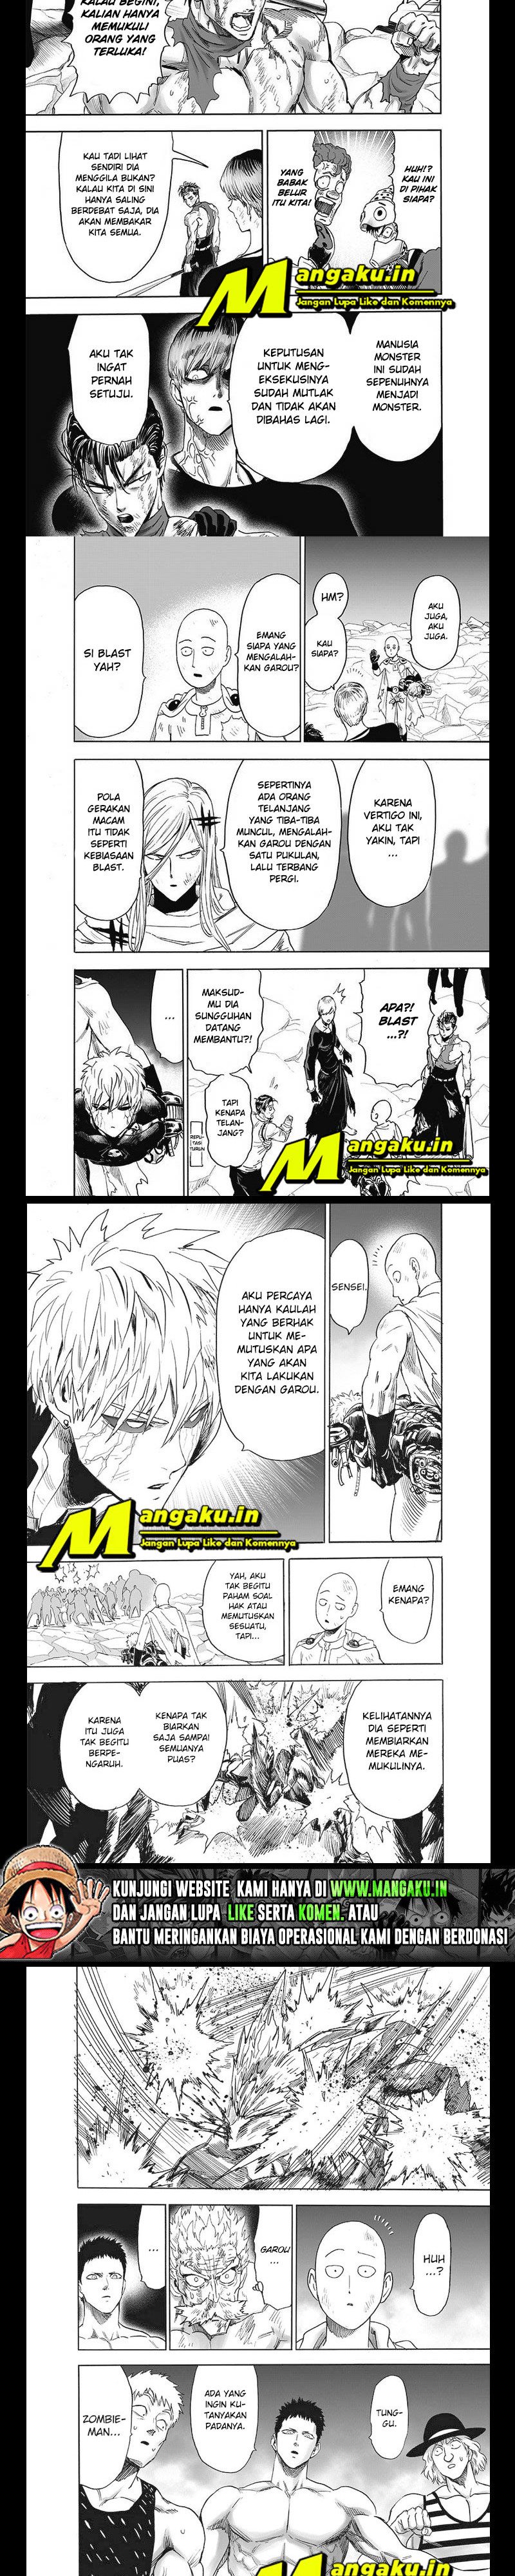 KALAU BEGINI,
KALIAN HANYA
MEMUKULI
ORANG YANG
TERLUKA!
HUH!?
KAU INI
DI PIHAK
SIAPA?
YANG
BABAK
BELUR
ITU KITA!
KAU TADI LIHAT
SENDIRI DIA
MENGGILA BUKAN?
KALAU KITA DI SINI
HANYA SALING
BERDEBAT SAJA, DIA
AKAN MEMBAKAR
KITA SEMUA.
Mangaku.in
Jangan Lupa Like dan Komennya
MANUSIA
MONSTER
INI SUDAH
SEPENUHNYA
MENJADI
MONSTER.
KEPUTUSAN
UNTUK MENG-
EKSEKUSINYA
SUDAH MUTLAK
DAN TIDAK AKAN
DIBAHAS LAGI.
AKU TAK
INGAT
PERNAH
SETUJU.
AKU
JUGA,
AKU
JUGA.
HM?
KAU
SIAPA?
EMANG
SIAPA YANG
MENGALAH-
KAN GAROU?
SI BLAST
YAH?
KARENA
VERTIGO INI,
AKU TAK
YAKIN, TAPI
...
SEPERTINYA
ADA ORANG
TELANJANG
YANG TIBA-TIBA
MUNCUL, MENGALAH-
KAN GAROU DENGAN
SATU PUKULAN,
LALU TERBANG
PERGI.
POLA
GERAKAN
MACAM
ITU TIDAK
SEPERTI
KEBIASAAN
BLAST.
APA?!
BLAST
...?!
MAKSUD-
MU DIA
SUNGGUHAN
DATANG
MEMBANTU?!
TAPI
KENAPA
TELAN-
JANG?
REPU-
TASI
TURUN
...
Mangaku.in
Jangan Lupa Like dan Komennya
SENSEI.
AKU PERCAYA
HANYA KAULAH
YANG BERHAK
UNTUK ME-
MUTUSKAN APA
YANG AKAN
KITA LAKUKAN
DENGAN GAROU.
Mangaku.in
Jangan Lupa Like dan Komennya
EMANG
KENAPA?
YAH, AKU
TAK BEGITU
PAHAM SOAL
HAK ATAU
MEMUTUSKAN
SESUATU,
TAPI...
KELIHATANNYA
DIA SEPERTI
MEMBIARKAN
MEREKA ME-
MUKULINYA.
KENAPA TAK
BIARKAN
SAJA SAMPAI
SEMUANYA
PUAS?
KARENA
ITU JUGA
TAK BEGITU
BERPE-
NGARUH.
KUNJUNGI WEBSITE KAMI HANYA DI WWW.MANGAKU.IN
DAN JANGAN LUPA LIKE SERTA KOMEN. ATAU
BANTU MERINGANKAN BIAYA OPERASIONAL KAMI DENGAN BERDONASI
HUH
...?
GAROU
...
...
TUNG-
GU.
ADA YANG
INGIN KU-
TANYAKAN
PADANYA.
ZOMBIE-
MAN...
Mangaku.in